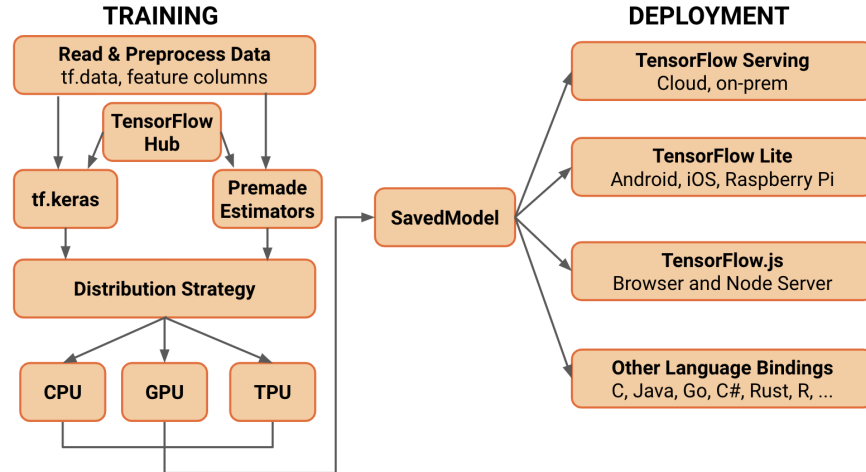 TRAINING
Read & Preprocess Data
tf.data, feature columns
TensorFlow
Hub
tf.keras
Premade
Estimators
Distribution Strategy
CPU
GPU
TPU
SavedModel
DEPLOYMENT
TensorFlow Serving
Cloud, on-prem
TensorFlow Lite
Android, iOS, Raspberry Pi
TensorFlow.js
Browser and Node Server
Other Language Bindings
C, Java, Go, C#, Rust, R, ...